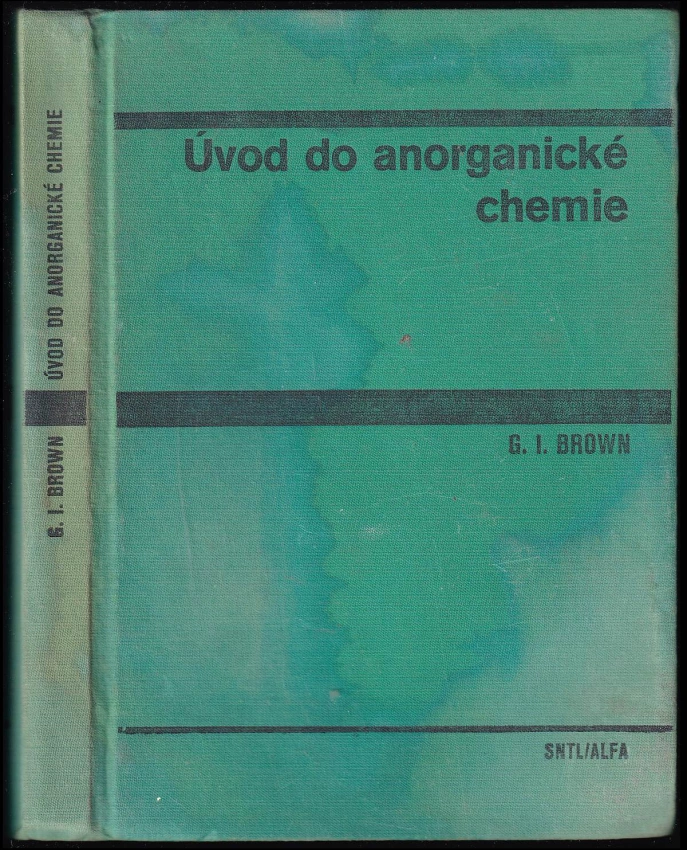 Úvod do anorganické
chemie
G. I. BROWN
SNTL/ALFA
G. I. BROWN ÚVOD DO ANORGANICKÉ CHEMIE